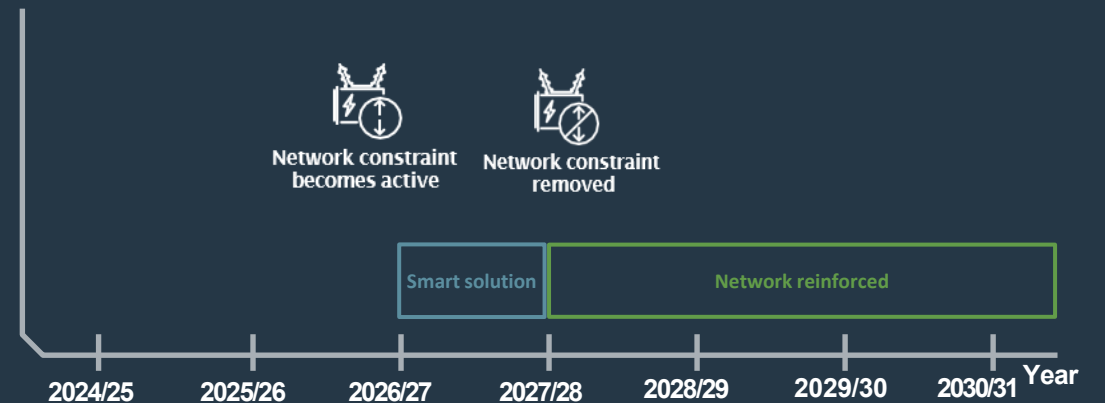 Network constraint
becomes active
Network constraint
removed
Smart solution
Network reinforced
2024/25
2025/26
2026/27
2027/28
2028/29
2029/30
2030/31
Year